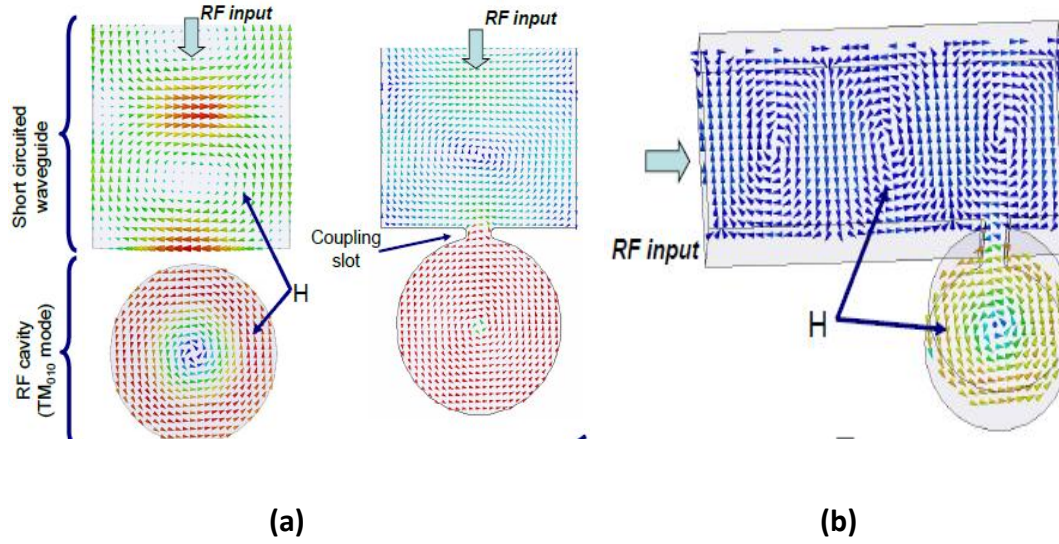 RF input
RF input
Short circuited
waveguide
Coupling
slot
H
RF cavity
(TM010 mode)
RF input
H
(a)
(b)